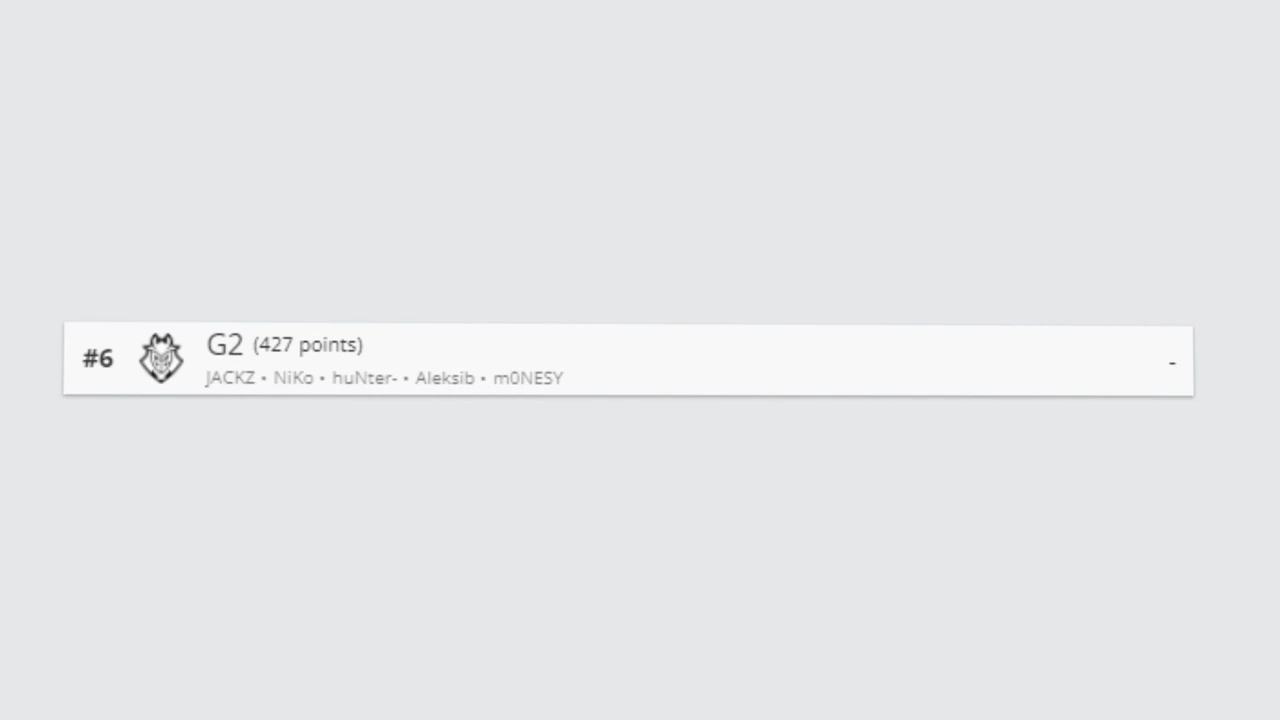 #6
G2 (427 points)
JACKZ • NiKo • huNter- • Aleksib • m0NESY
-